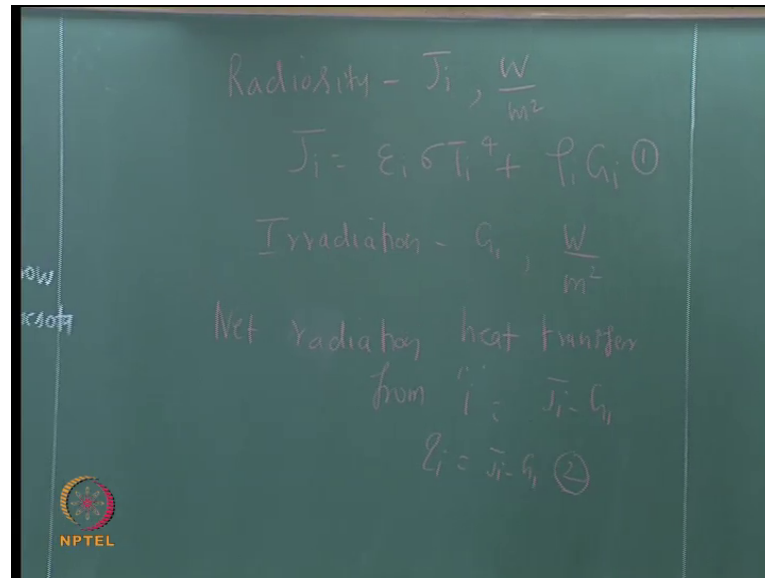 Radiosity - Ji, W/m²
Ji = εi σTi⁴ + ρi Gi ①
Irradiation - Gi, W/m²
Net radiation heat transfer
from 'i' = Ji - Gi
qi = Ji - Gi ②
NPTEL